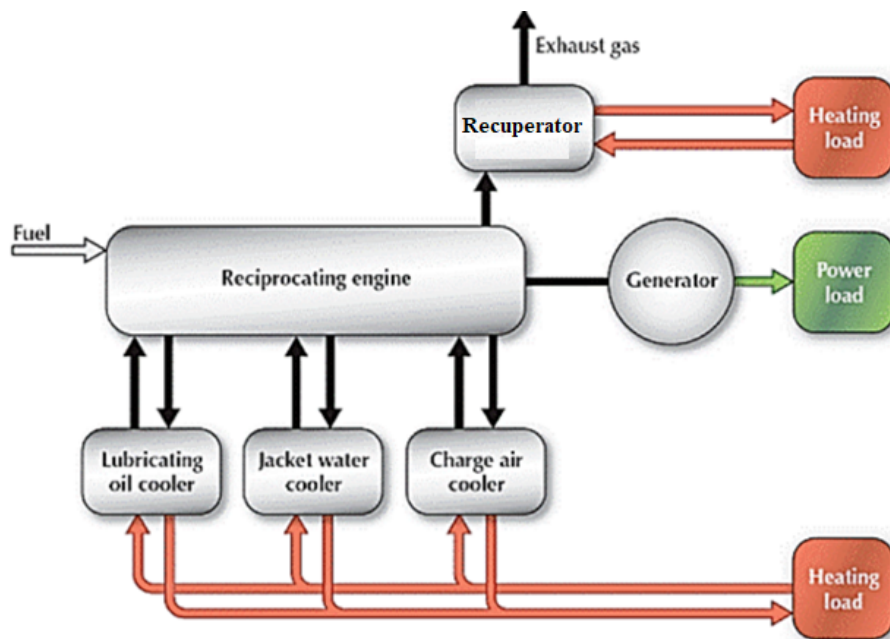 Exhaust gas
Recuperator
Heating
load
Fuel
Reciprocating engine
Generator
Power
load
Lubricating
oil cooler
Jacket water
cooler
Charge air
cooler
Heating
load